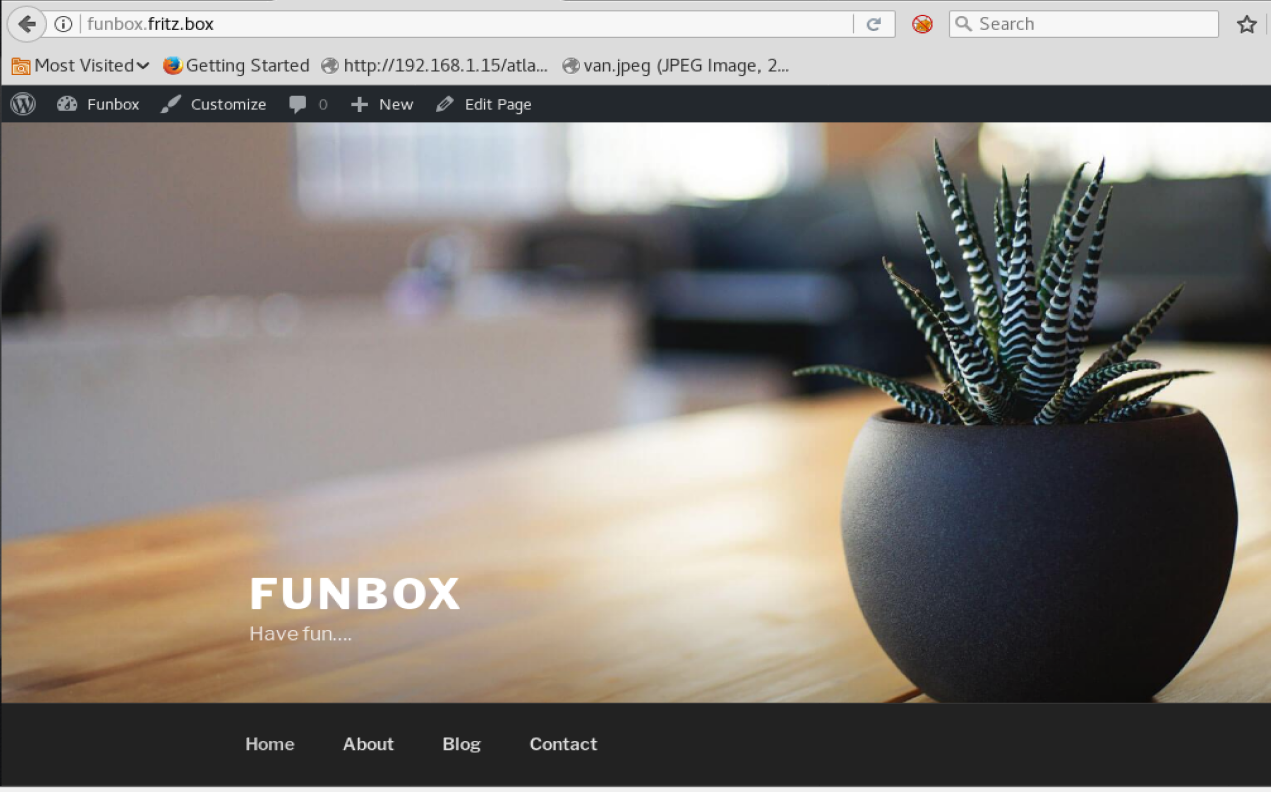 funbox.fritz.box
Search
Most Visited Getting Started http://192.168.1.15/atla... van.jpeg (JPEG Image, 2...
Funbox Customize 0 New Edit Page
FUNBOX
Have fun....
Home About Blog Contact